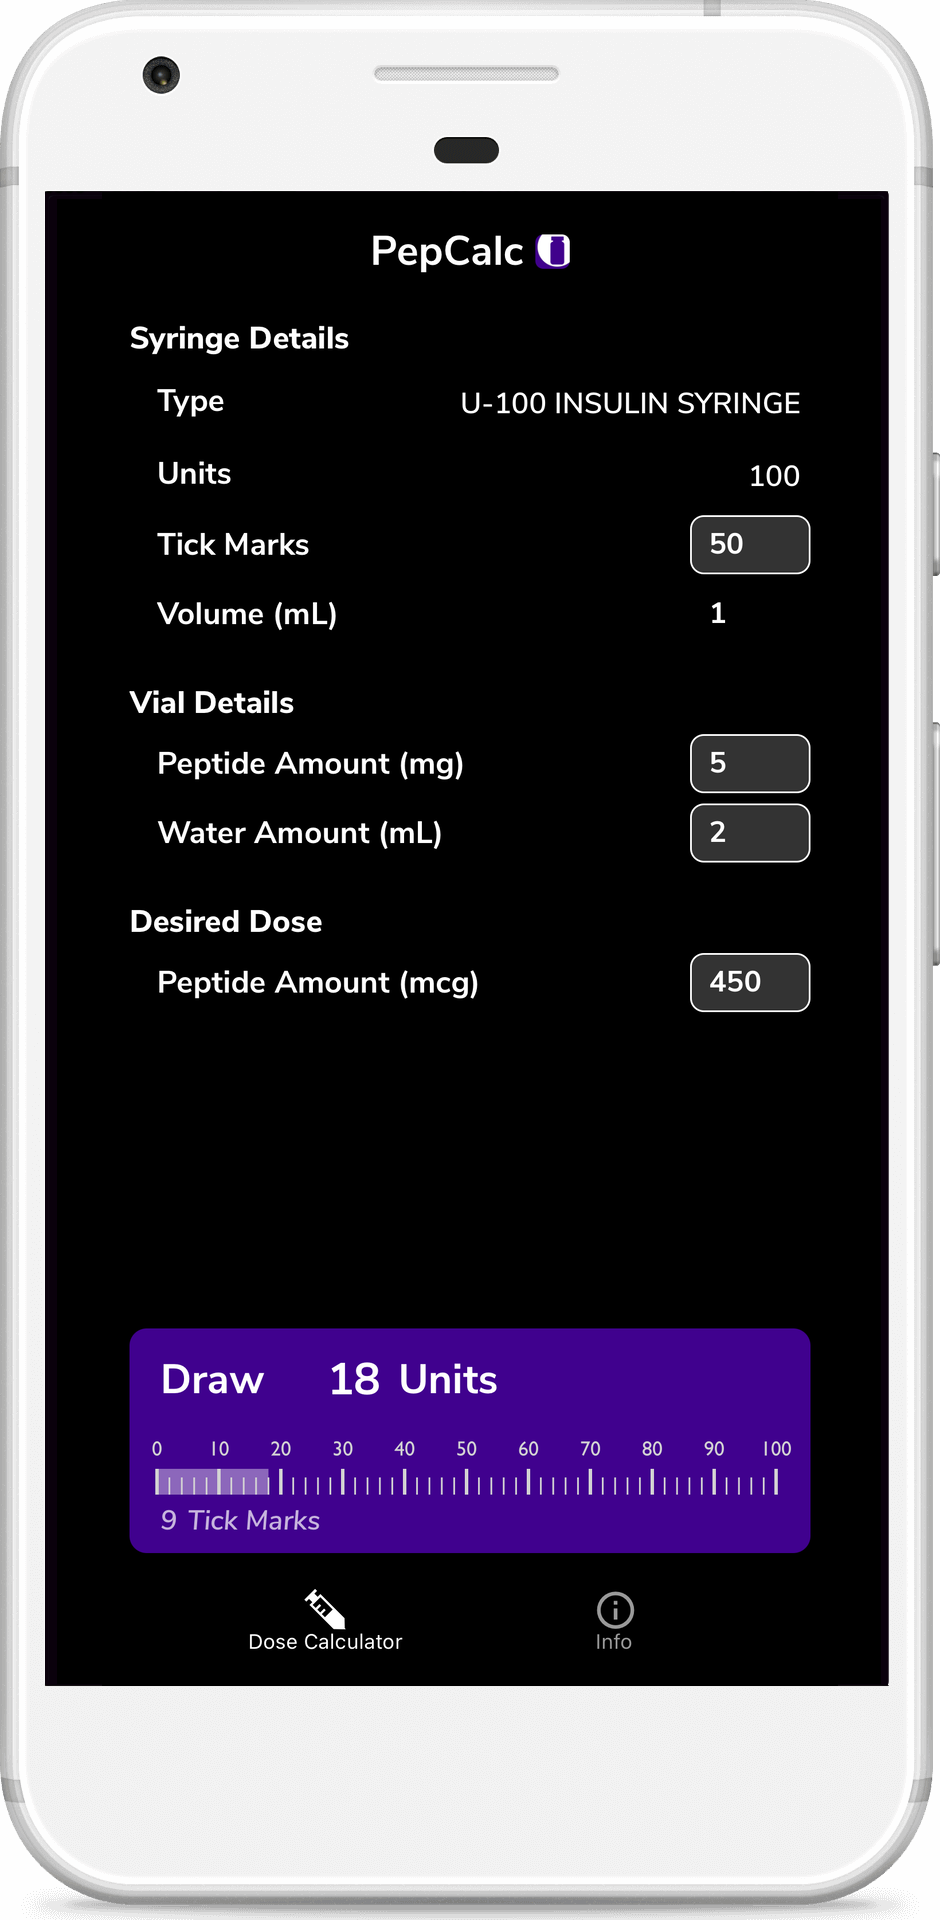 PepCalc
Syringe Details
Type U-100 INSULIN SYRINGE
Units 100
Tick Marks 50
Volume (mL) 1
Vial Details
Peptide Amount (mg) 5
Water Amount (mL) 2
Desired Dose
Peptide Amount (mcg) 450
Draw 18 Units
0 10 20 30 40 50 60 70 80 90 100
9 Tick Marks
Dose Calculator Info